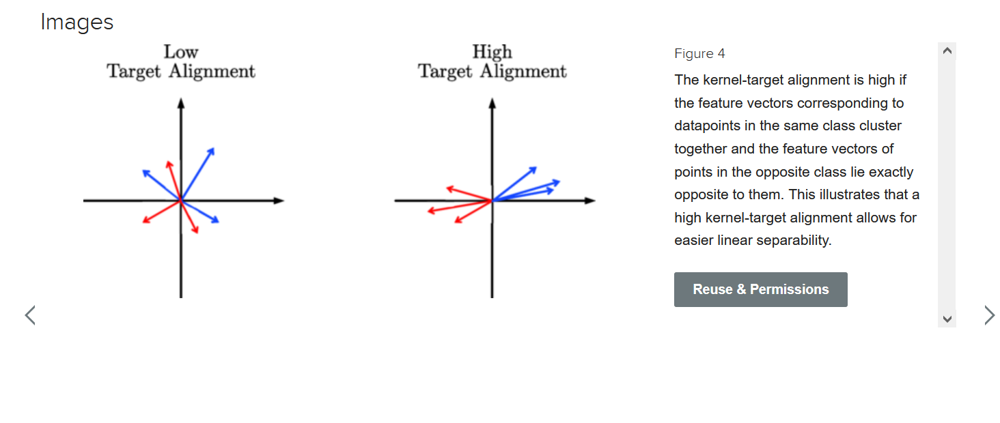 Images
Low
Target Alignment
High
Target Alignment
Figure 4
The kernel-target alignment is high if
the feature vectors corresponding to
datapoints in the same class cluster
together and the feature vectors of
points in the opposite class lie exactly
opposite to them. This illustrates that a
high kernel-target alignment allows for
easier linear separability.
Reuse & Permissions